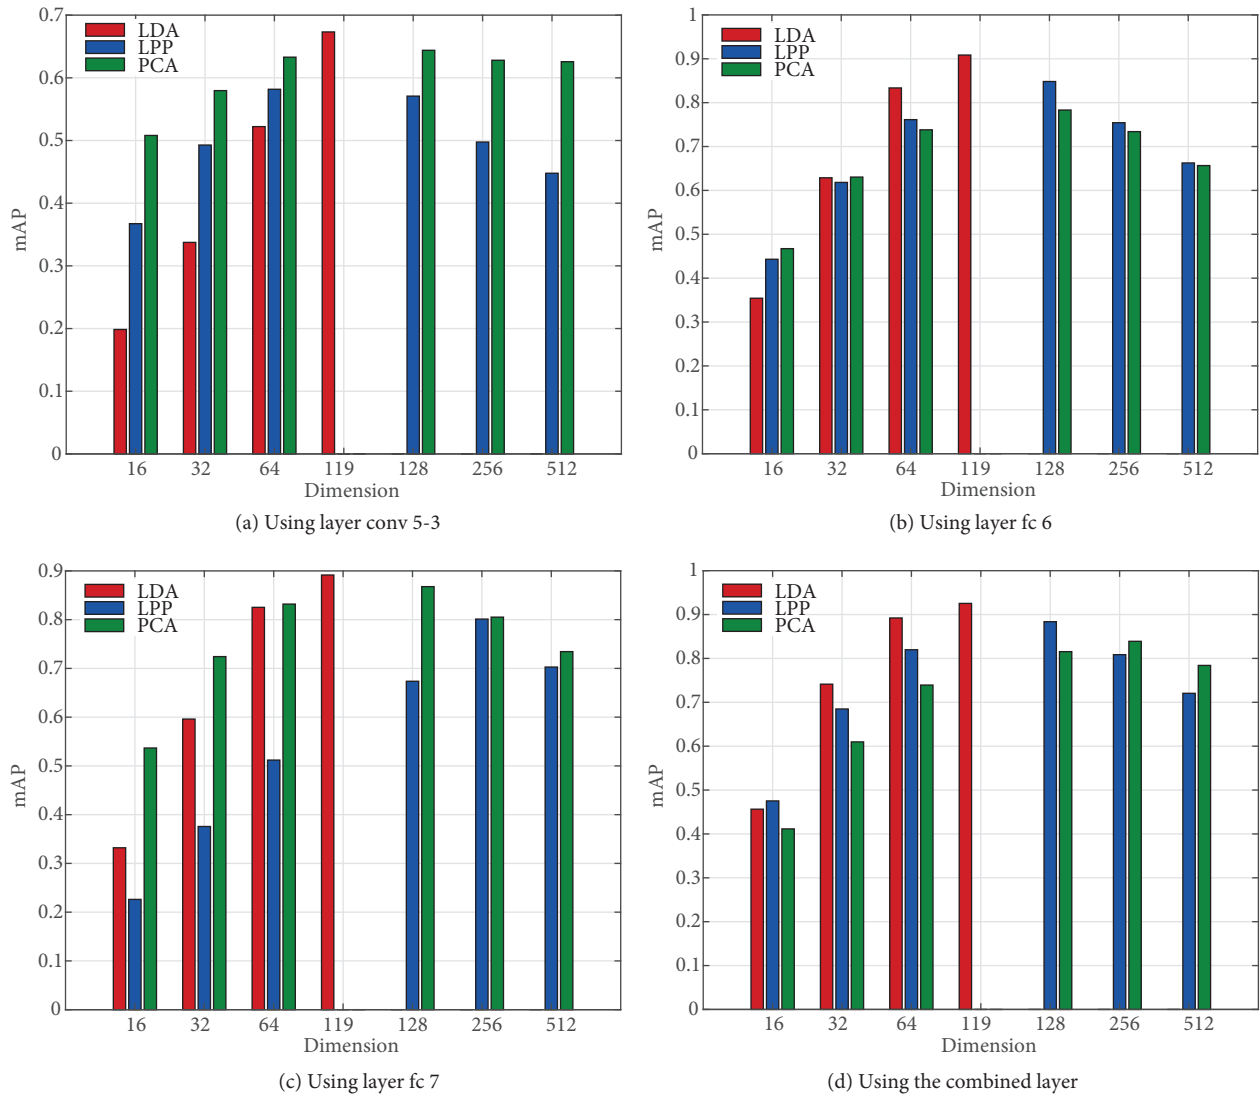 0.7
0.6
0.5
0.4
0.3
0.2
0.1
0
mAP
LDA
LPP
PCA
16 32 64 119 128 256 512
Dimension
(a) Using layer conv 5-3
1
0.9
0.8
0.7
0.6
0.5
0.4
0.3
0.2
0.1
0
mAP
LDA
LPP
PCA
16 32 64 119 128 256 512
Dimension
(b) Using layer fc 6
0.9
0.8
0.7
0.6
0.5
0.4
0.3
0.2
0.1
0
mAP
LDA
LPP
PCA
16 32 64 119 128 256 512
Dimension
(c) Using layer fc 7
1
0.9
0.8
0.7
0.6
0.5
0.4
0.3
0.2
0.1
0
mAP
LDA
LPP
PCA
16 32 64 119 128 256 512
Dimension
(d) Using the combined layer